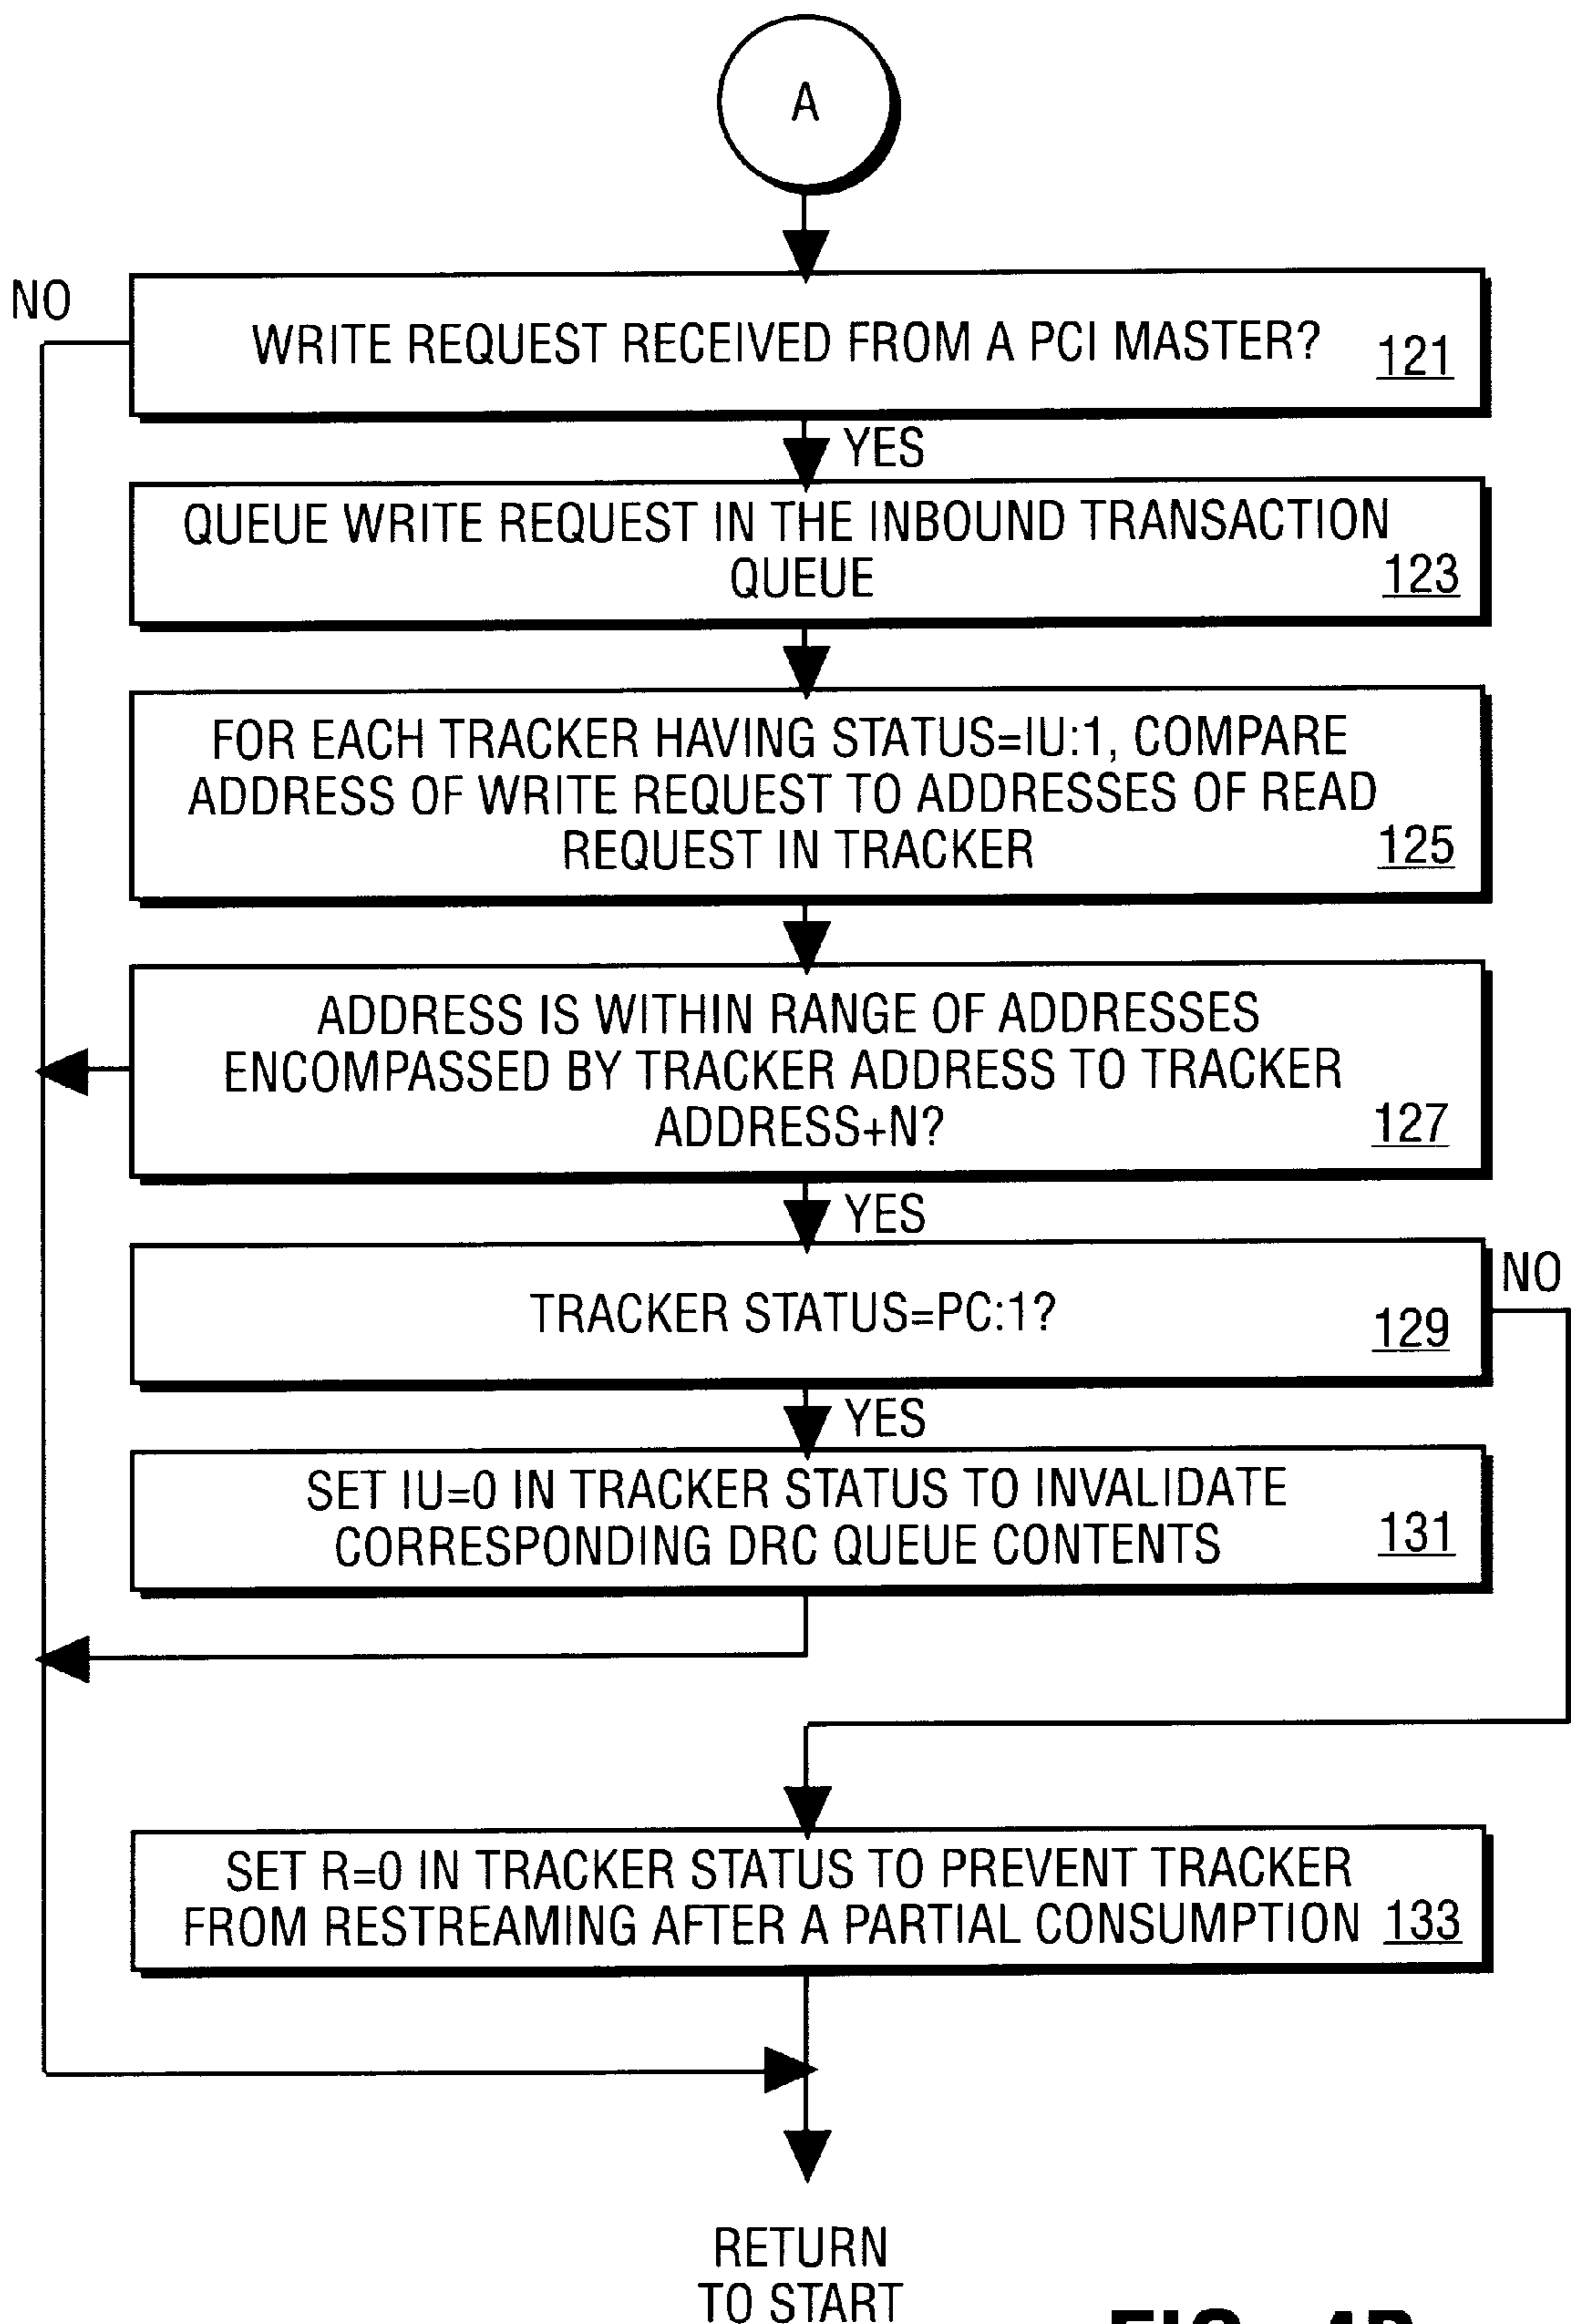 A
NO
WRITE REQUEST RECEIVED FROM A PCI MASTER?
121
YES
QUEUE WRITE REQUEST IN THE INBOUND TRANSACTION
QUEUE
123
FOR EACH TRACKER HAVING STATUS=IU:1, COMPARE
ADDRESS OF WRITE REQUEST TO ADDRESSES OF READ
REQUEST IN TRACKER
125
ADDRESS IS WITHIN RANGE OF ADDRESSES
ENCOMPASSED BY TRACKER ADDRESS TO TRACKER
ADDRESS+N?
127
YES
NO
TRACKER STATUS=PC:1?
129
YES
SET IU=0 IN TRACKER STATUS TO INVALIDATE
CORRESPONDING DRC QUEUE CONTENTS
131
SET R=0 IN TRACKER STATUS TO PREVENT TRACKER
FROM RESTREAMING AFTER A PARTIAL CONSUMPTION
133
RETURN
TO START